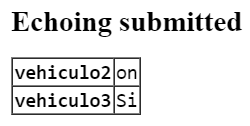 Echoing submitted
vehiculo2 on
vehiculo3 Si